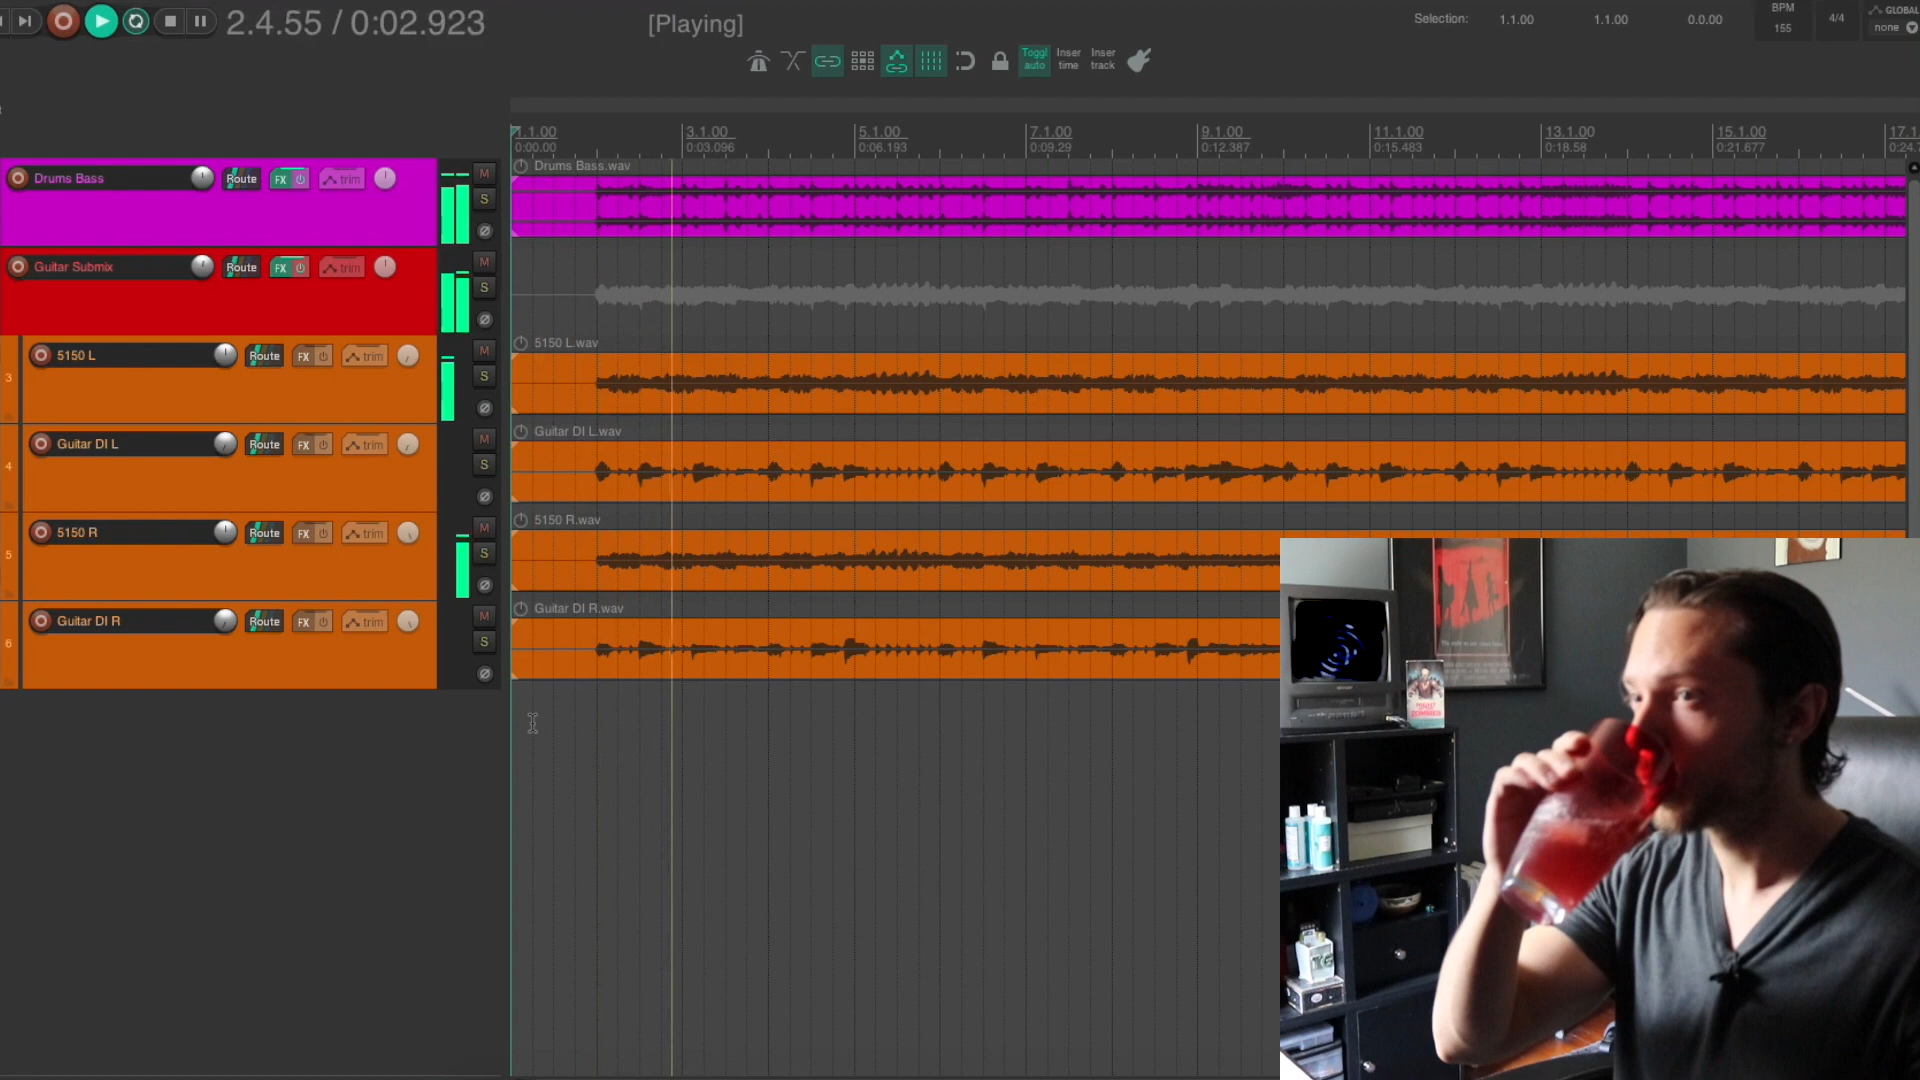 2.4.55 / 0:02.923
[Playing]
Selection:
1.1.00
1.1.00
0.0.00
BPM
155
4/4
GLOBAL
none
Toggl
auto
Inser
time
Inser
track
1.1.00
3.1.00
5.1.00
7.1.00
9.1.00
11.1.00
13.1.00
15.1.00
17.1
0:00.00
0:03.096
0:06.193
0:09.29
0:12.387
0:15.483
0:18.58
0:21.677
0:24.7
Drums Bass
Route
FX
trim
M
S
Drums Bass.wav
Guitar Submix
Route
FX
trim
M
S
3
5150 L
Route
FX
trim
M
S
5150 L.wav
4
Guitar DI L
Route
FX
trim
M
S
Guitar DI L.wav
5
5150 R
Route
FX
trim
M
S
5150 R.wav
6
Guitar DI R
Route
FX
trim
M
S
Guitar DI R.wav